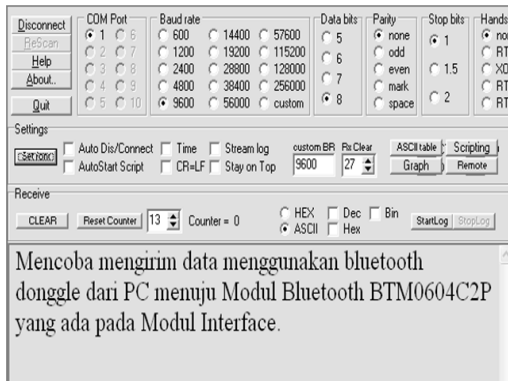 COM Port Baud rate Data bits Parity Stop bits Hands
Disconnect 1 6 600 14400 57600 5 none 1
ReScan 2 7 1200 19200 115200 6 odd
Help 3 8 2400 28800 128000 7 even 1.5
About.. 4 9 4800 38400 256000 mark
Quit 5 10 9600 56000 custom 8 space 2
Settings
Auto Dis/Connect Time Stream log custom BR Rx Clear ASCII table Scripting
AutoStart Script CR=LF Stay on Top 9600 27 Graph Remote
Receive
CLEAR Reset Counter 13 Counter = 0 HEX Dec Bin StartLog StopLog
ASCII Hex
Mencoba mengirim data menggunakan bluetooth
donggle dari PC menuju Modul Bluetooth BTM0604C2P
yang ada pada Modul Interface.